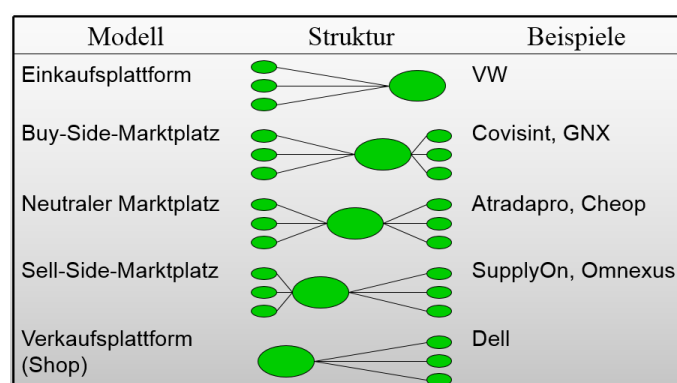 Modell Struktur Beispiele
Einkaufsplattform VW
Buy-Side-Marktplatz Covisint, GNX
Neutraler Marktplatz Atradapro, Cheop
Sell-Side-Marktplatz SupplyOn, Omnexus
Verkaufsplattform Dell
(Shop)